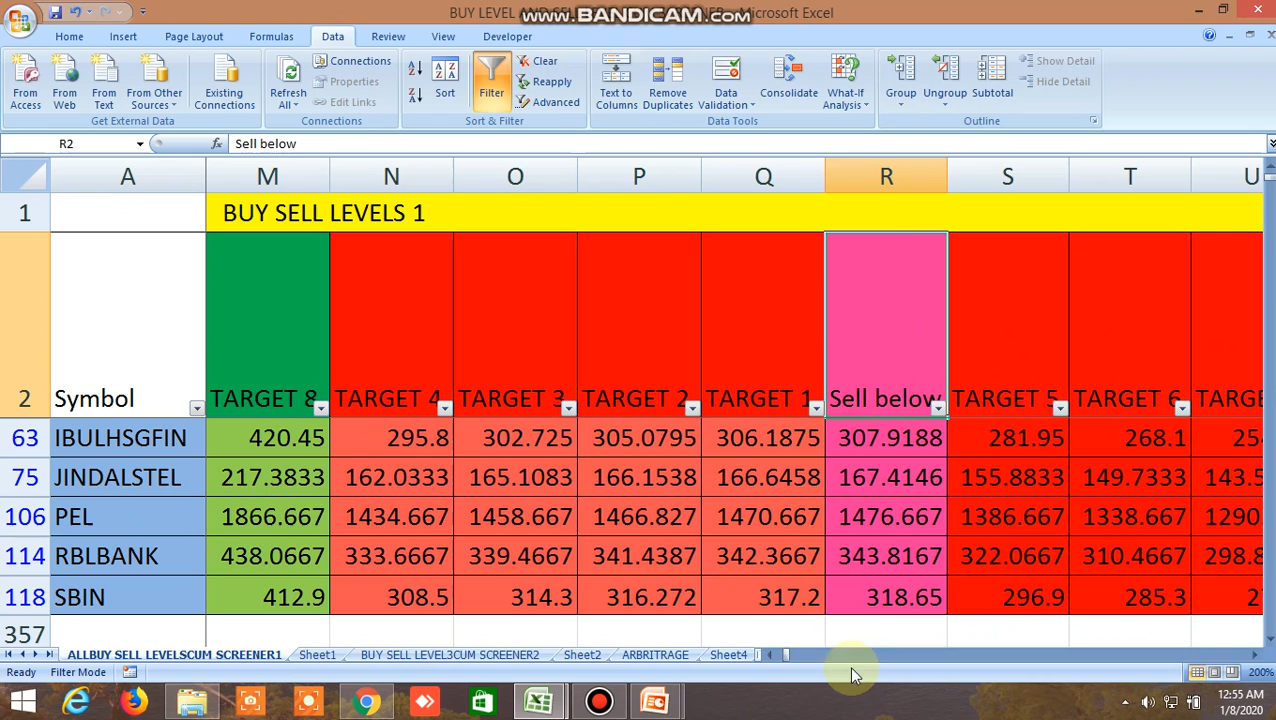 BUY LEVEL AND
www.BANDICAM.com
- Microsoft Excel
Home Insert Page Layout Formulas Data Review View Developer
From Access
From Web
From Text
From Other Sources
Existing Connections
Get External Data
Refresh All
Connections
Properties
Edit Links
Connections
Sort
Filter
Clear
Reapply
Advanced
Sort & Filter
Text to Columns
Remove Duplicates
Data Validation
Consolidate
What-If Analysis
Data Tools
Group
Ungroup
Subtotal
Show Detail
Hide Detail
Outline
R2 fx Sell below
A M N O P Q R S T U
1 BUY SELL LEVELS 1
2 Symbol TARGET 8 TARGET 4 TARGET 3 TARGET 2 TARGET 1 Sell below TARGET 5 TARGET 6 TARGE
63 IBULHSGFIN 420.45 295.8 302.725 305.0795 306.1875 307.9188 281.95 268.1 254
75 JINDALSTEL 217.3833 162.0333 165.1083 166.1538 166.6458 167.4146 155.8833 149.7333 143.5
106 PEL 1866.667 1434.667 1458.667 1466.827 1470.667 1476.667 1386.667 1338.667 1290.
114 RBLBANK 438.0667 333.6667 339.4667 341.4387 342.3667 343.8167 322.0667 310.4667 298.8
118 SBIN 412.9 308.5 314.3 316.272 317.2 318.65 296.9 285.3 27
357
ALLBUY SELL LEVELSCUM SCREENER1 Sheet1 BUY SELL LEVEL3CUM SCREENER2 Sheet2 ARBRITRAGE Sheet4
Ready Filter Mode 200%
12:55 AM
1/8/2020